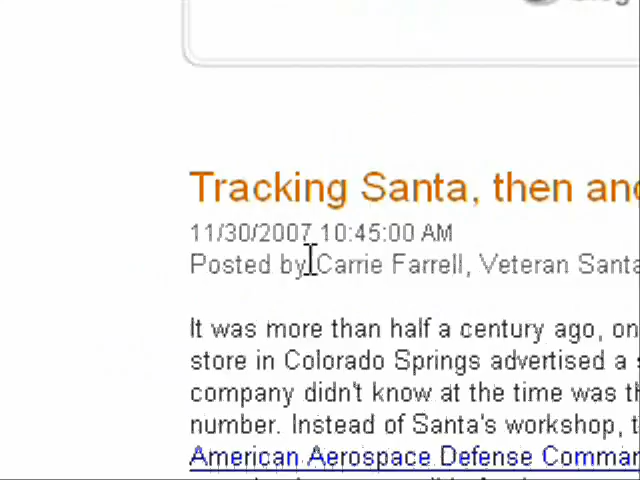 Tracking Santa, then and
11/30/2007 10:45:00 AM
Posted by Carrie Farrell, Veteran Santa
It was more than half a century ago, on
store in Colorado Springs advertised a s
company didn't know at the time was th
number. Instead of Santa's workshop, t
American Aerospace Defense Comman